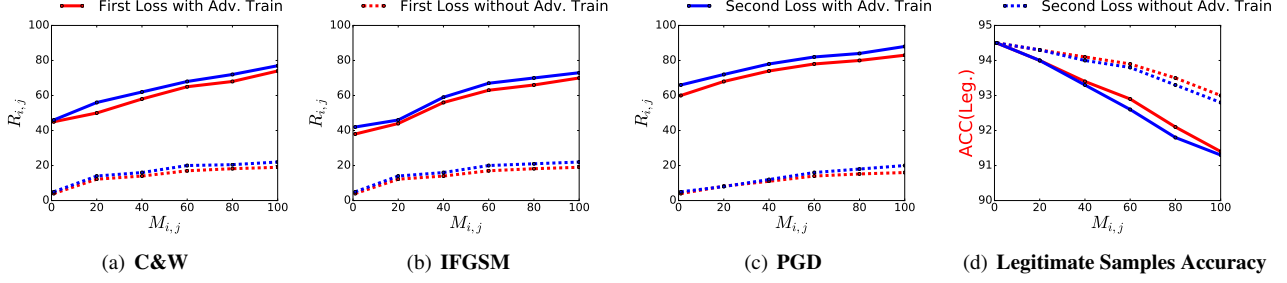 First Loss with Adv. Train First Loss without Adv. Train Second Loss with Adv. Train Second Loss without Adv. Train
100
80
60
40
20
0
R_{i,j}
0 20 40 60 80 100
M_{i,j}
(a) C&W
100
80
60
40
20
0
R_{i,j}
0 20 40 60 80 100
M_{i,j}
(b) IFGSM
100
80
60
40
20
0
R_{i,j}
0 20 40 60 80 100
M_{i,j}
(c) PGD
95
94
93
92
91
90
ACC(Leg.)
0 20 40 60 80 100
M_{i,j}
(d) Legitimate Samples Accuracy